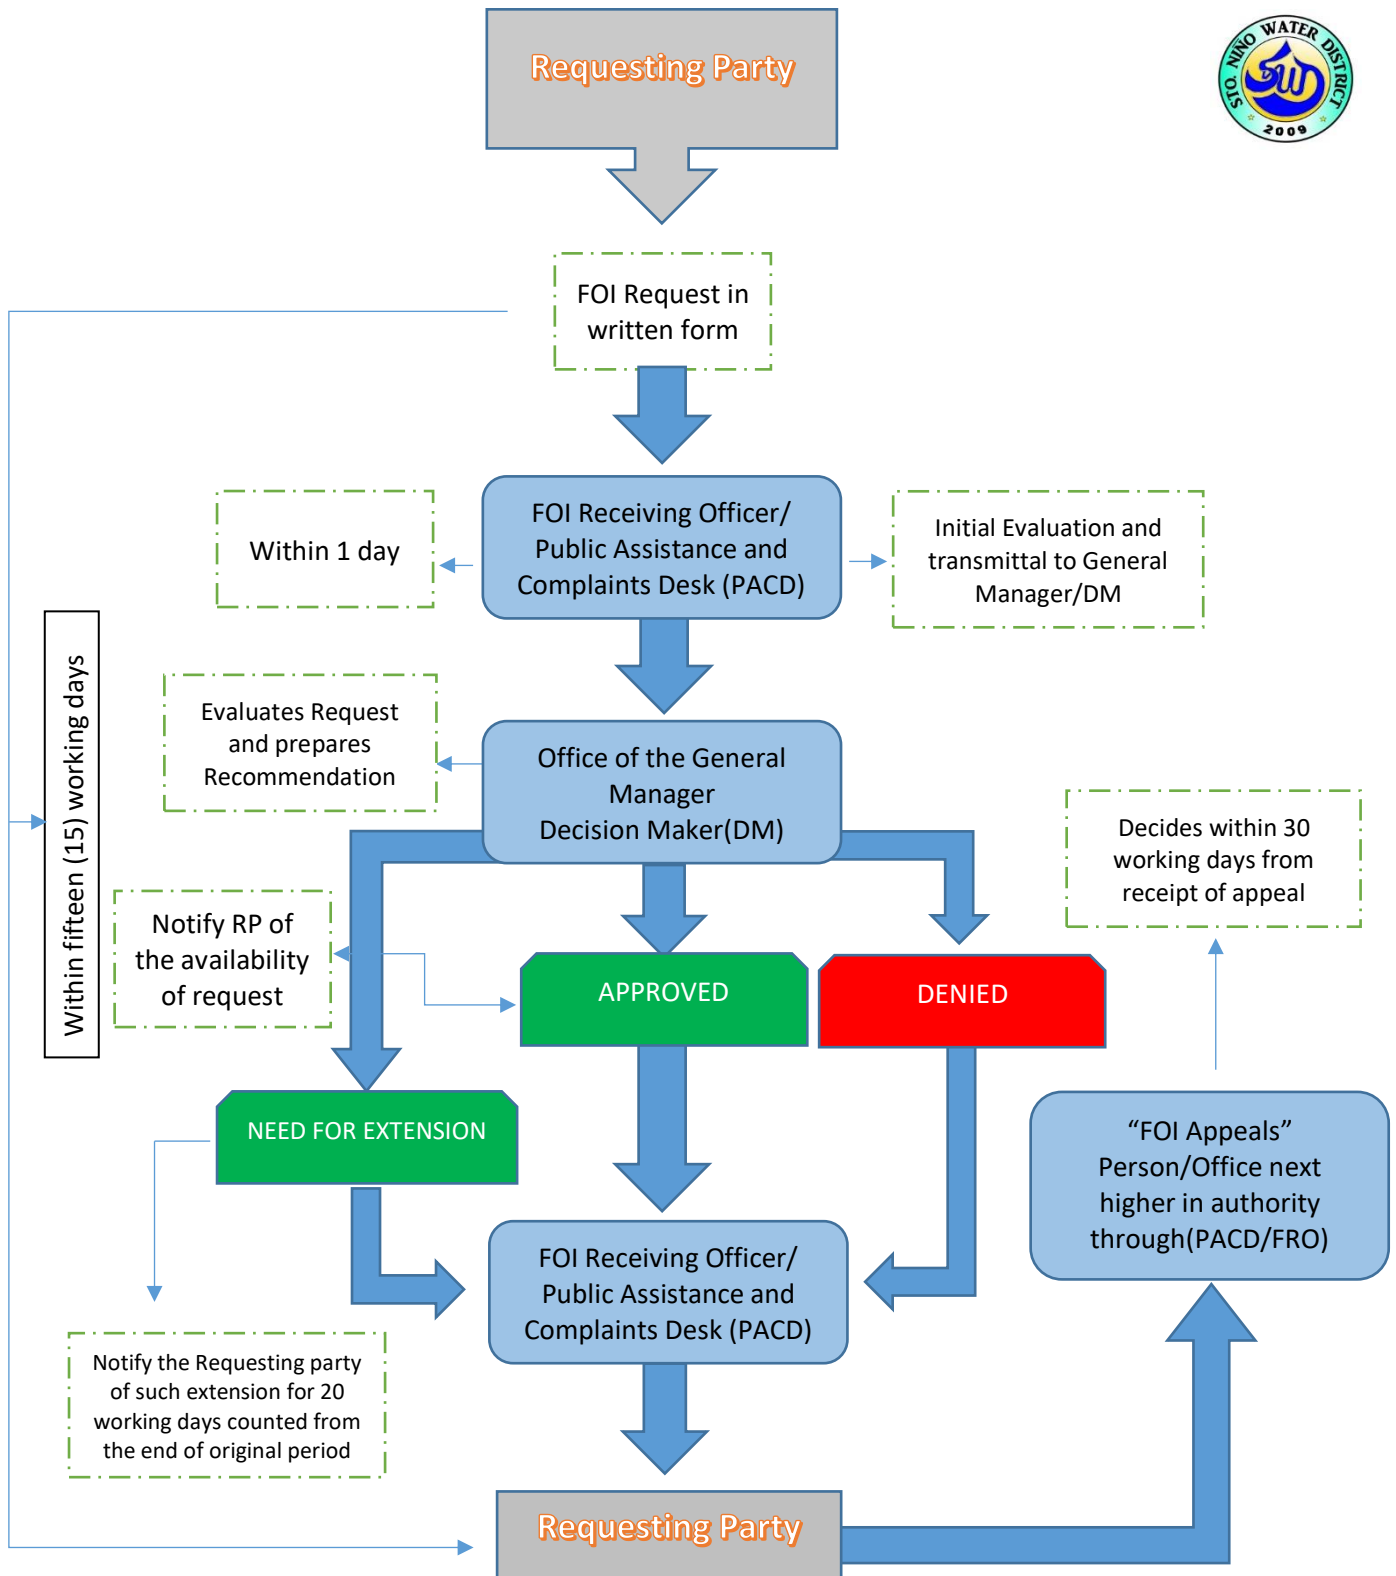 Requesting Party
STO. NIÑO WATER DISTRICT
SWD
2009
FOI Request in
written form
Within 1 day
FOI Receiving Officer/
Public Assistance and
Complaints Desk (PACD)
Initial Evaluation and
transmittal to General
Manager/DM
Within fifteen (15) working days
Evaluates Request
and prepares
Recommendation
Office of the General
Manager
Decision Maker(DM)
Decides within 30
working days from
receipt of appeal
Notify RP of
the availability
of request
APPROVED
DENIED
NEED FOR EXTENSION
"FOI Appeals"
Person/Office next
higher in authority
through(PACD/FRO)
FOI Receiving Officer/
Public Assistance and
Complaints Desk (PACD)
Notify the Requesting party
of such extension for 20
working days counted from
the end of original period
Requesting Party